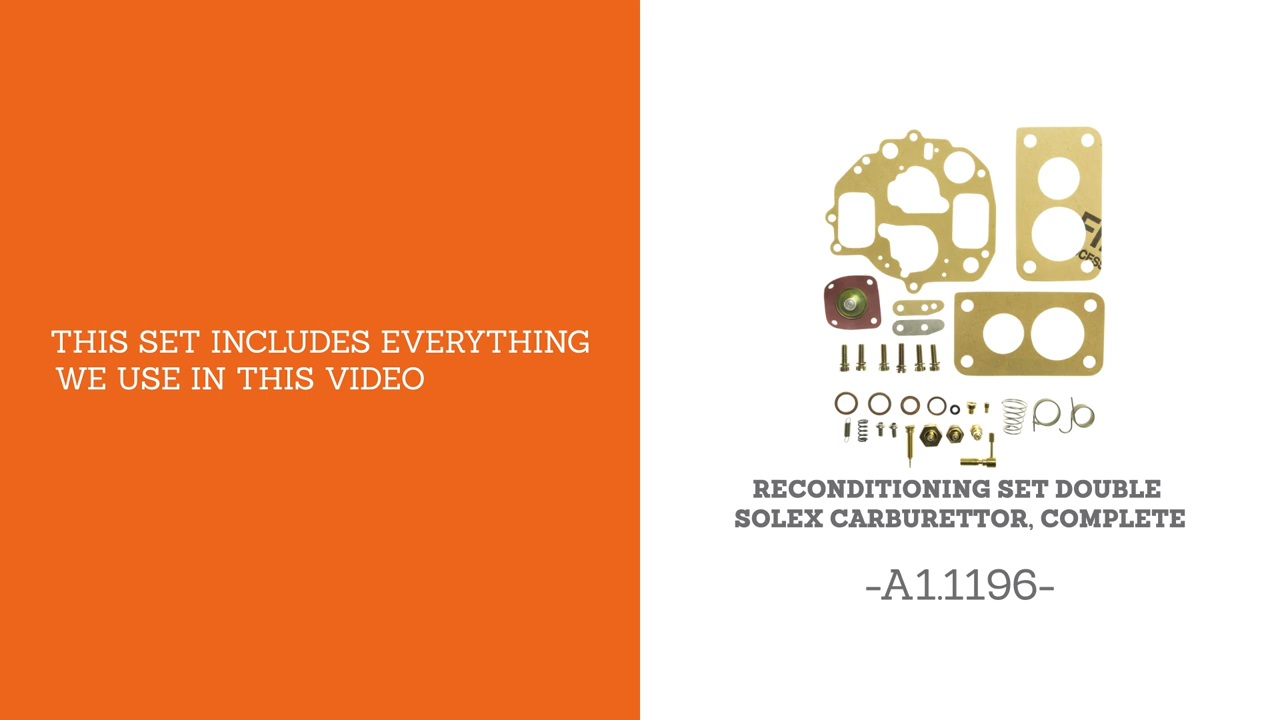 THIS SET INCLUDES EVERYTHING
WE USE IN THIS VIDEO
RECONDITIONING SET DOUBLE
SOLEX CARBURETTOR, COMPLETE
-A1.1196-